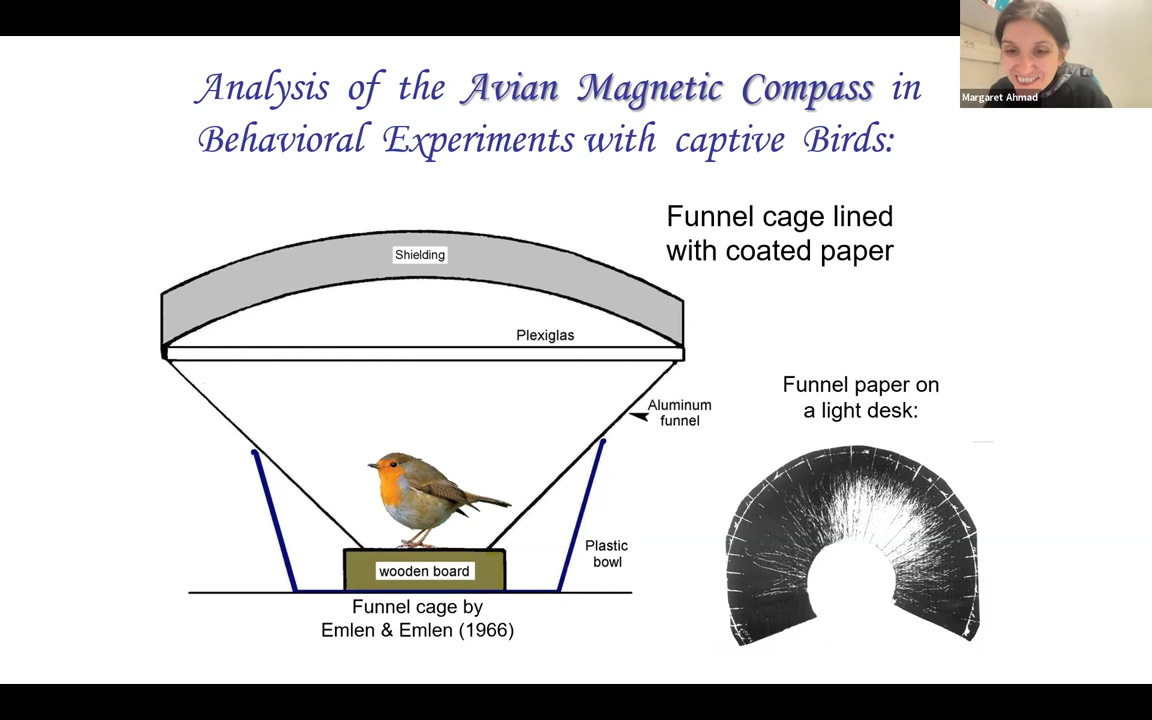 Analysis of the Avian Magnetic Compass in
Behavioral Experiments with captive Birds:
Margaret Ahmad
Funnel cage lined
with coated paper
Shielding
Plexiglas
Aluminum
funnel
Funnel paper on
a light desk:
Plastic
bowl
wooden board
Funnel cage by
Emlen & Emlen (1966)